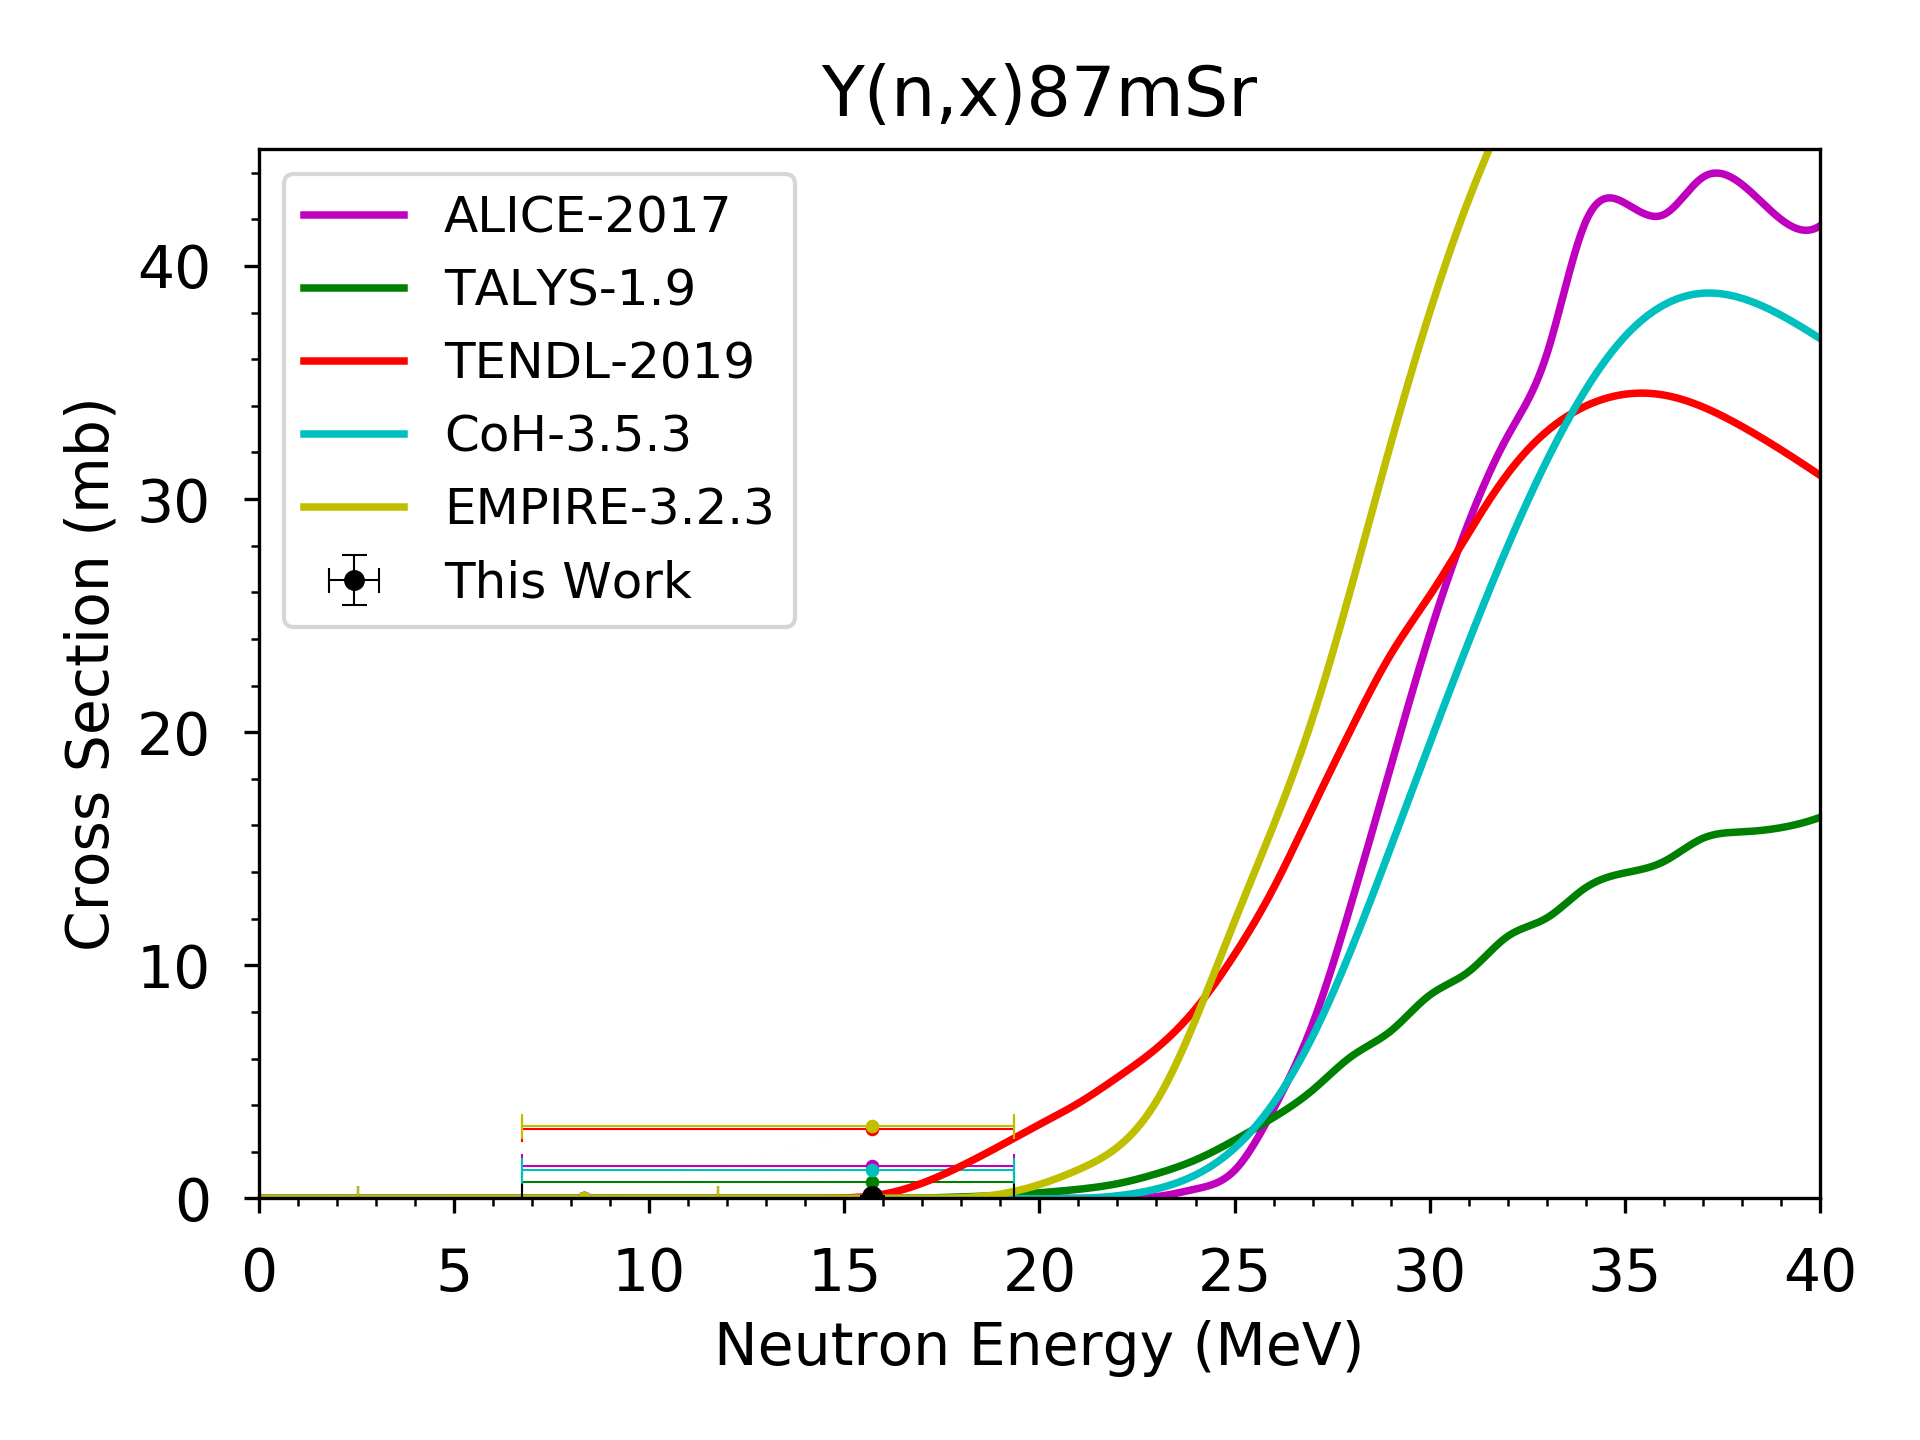 Y(n,x)87mSr
ALICE-2017
TALYS-1.9
TENDL-2019
CoH-3.5.3
EMPIRE-3.2.3
This Work
Cross Section (mb)
40
30
20
10
0
0 5 10 15 20 25 30 35 40
Neutron Energy (MeV)